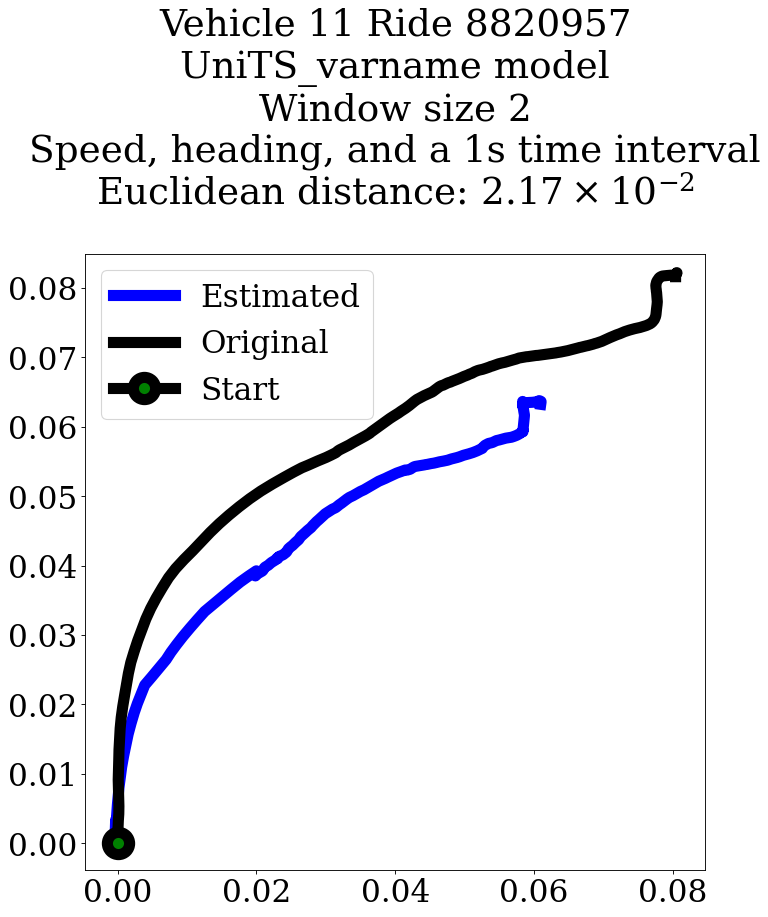 Vehicle 11 Ride 8820957
UniTS_varname model
Window size 2
Speed, heading, and a 1s time interval
Euclidean distance: 2.17 × 10⁻²
Estimated
Original
Start
0.08
0.07
0.06
0.05
0.04
0.03
0.02
0.01
0.00
0.00 0.02 0.04 0.06 0.08